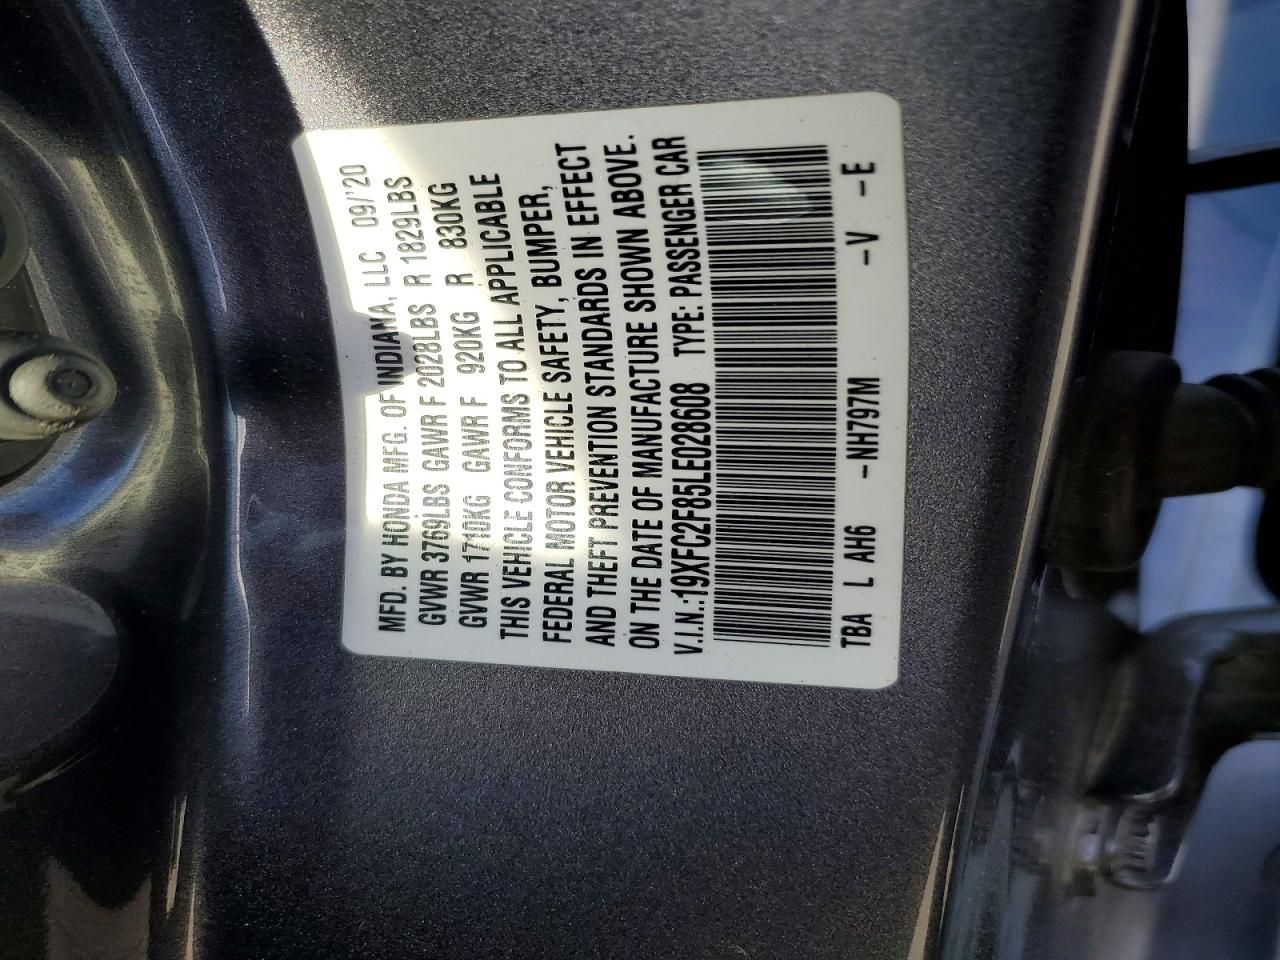 MFD. BY HONDA MFG. OF INDIANA, LLC 09/'20
GVWR 3769LBS GAWR F 2028LBS R 1829LBS
GVWR 1710KG GAWR F 920KG R 830KG
THIS VEHICLE CONFORMS TO ALL APPLICABLE
FEDERAL MOTOR VEHICLE SAFETY, BUMPER,
AND THEFT PREVENTION STANDARDS IN EFFECT
ON THE DATE OF MANUFACTURE SHOWN ABOVE.
V.I.N.:19XFC2F85LE028608 TYPE: PASSENGER CAR
TBA L AH6 -NH797M -V -E